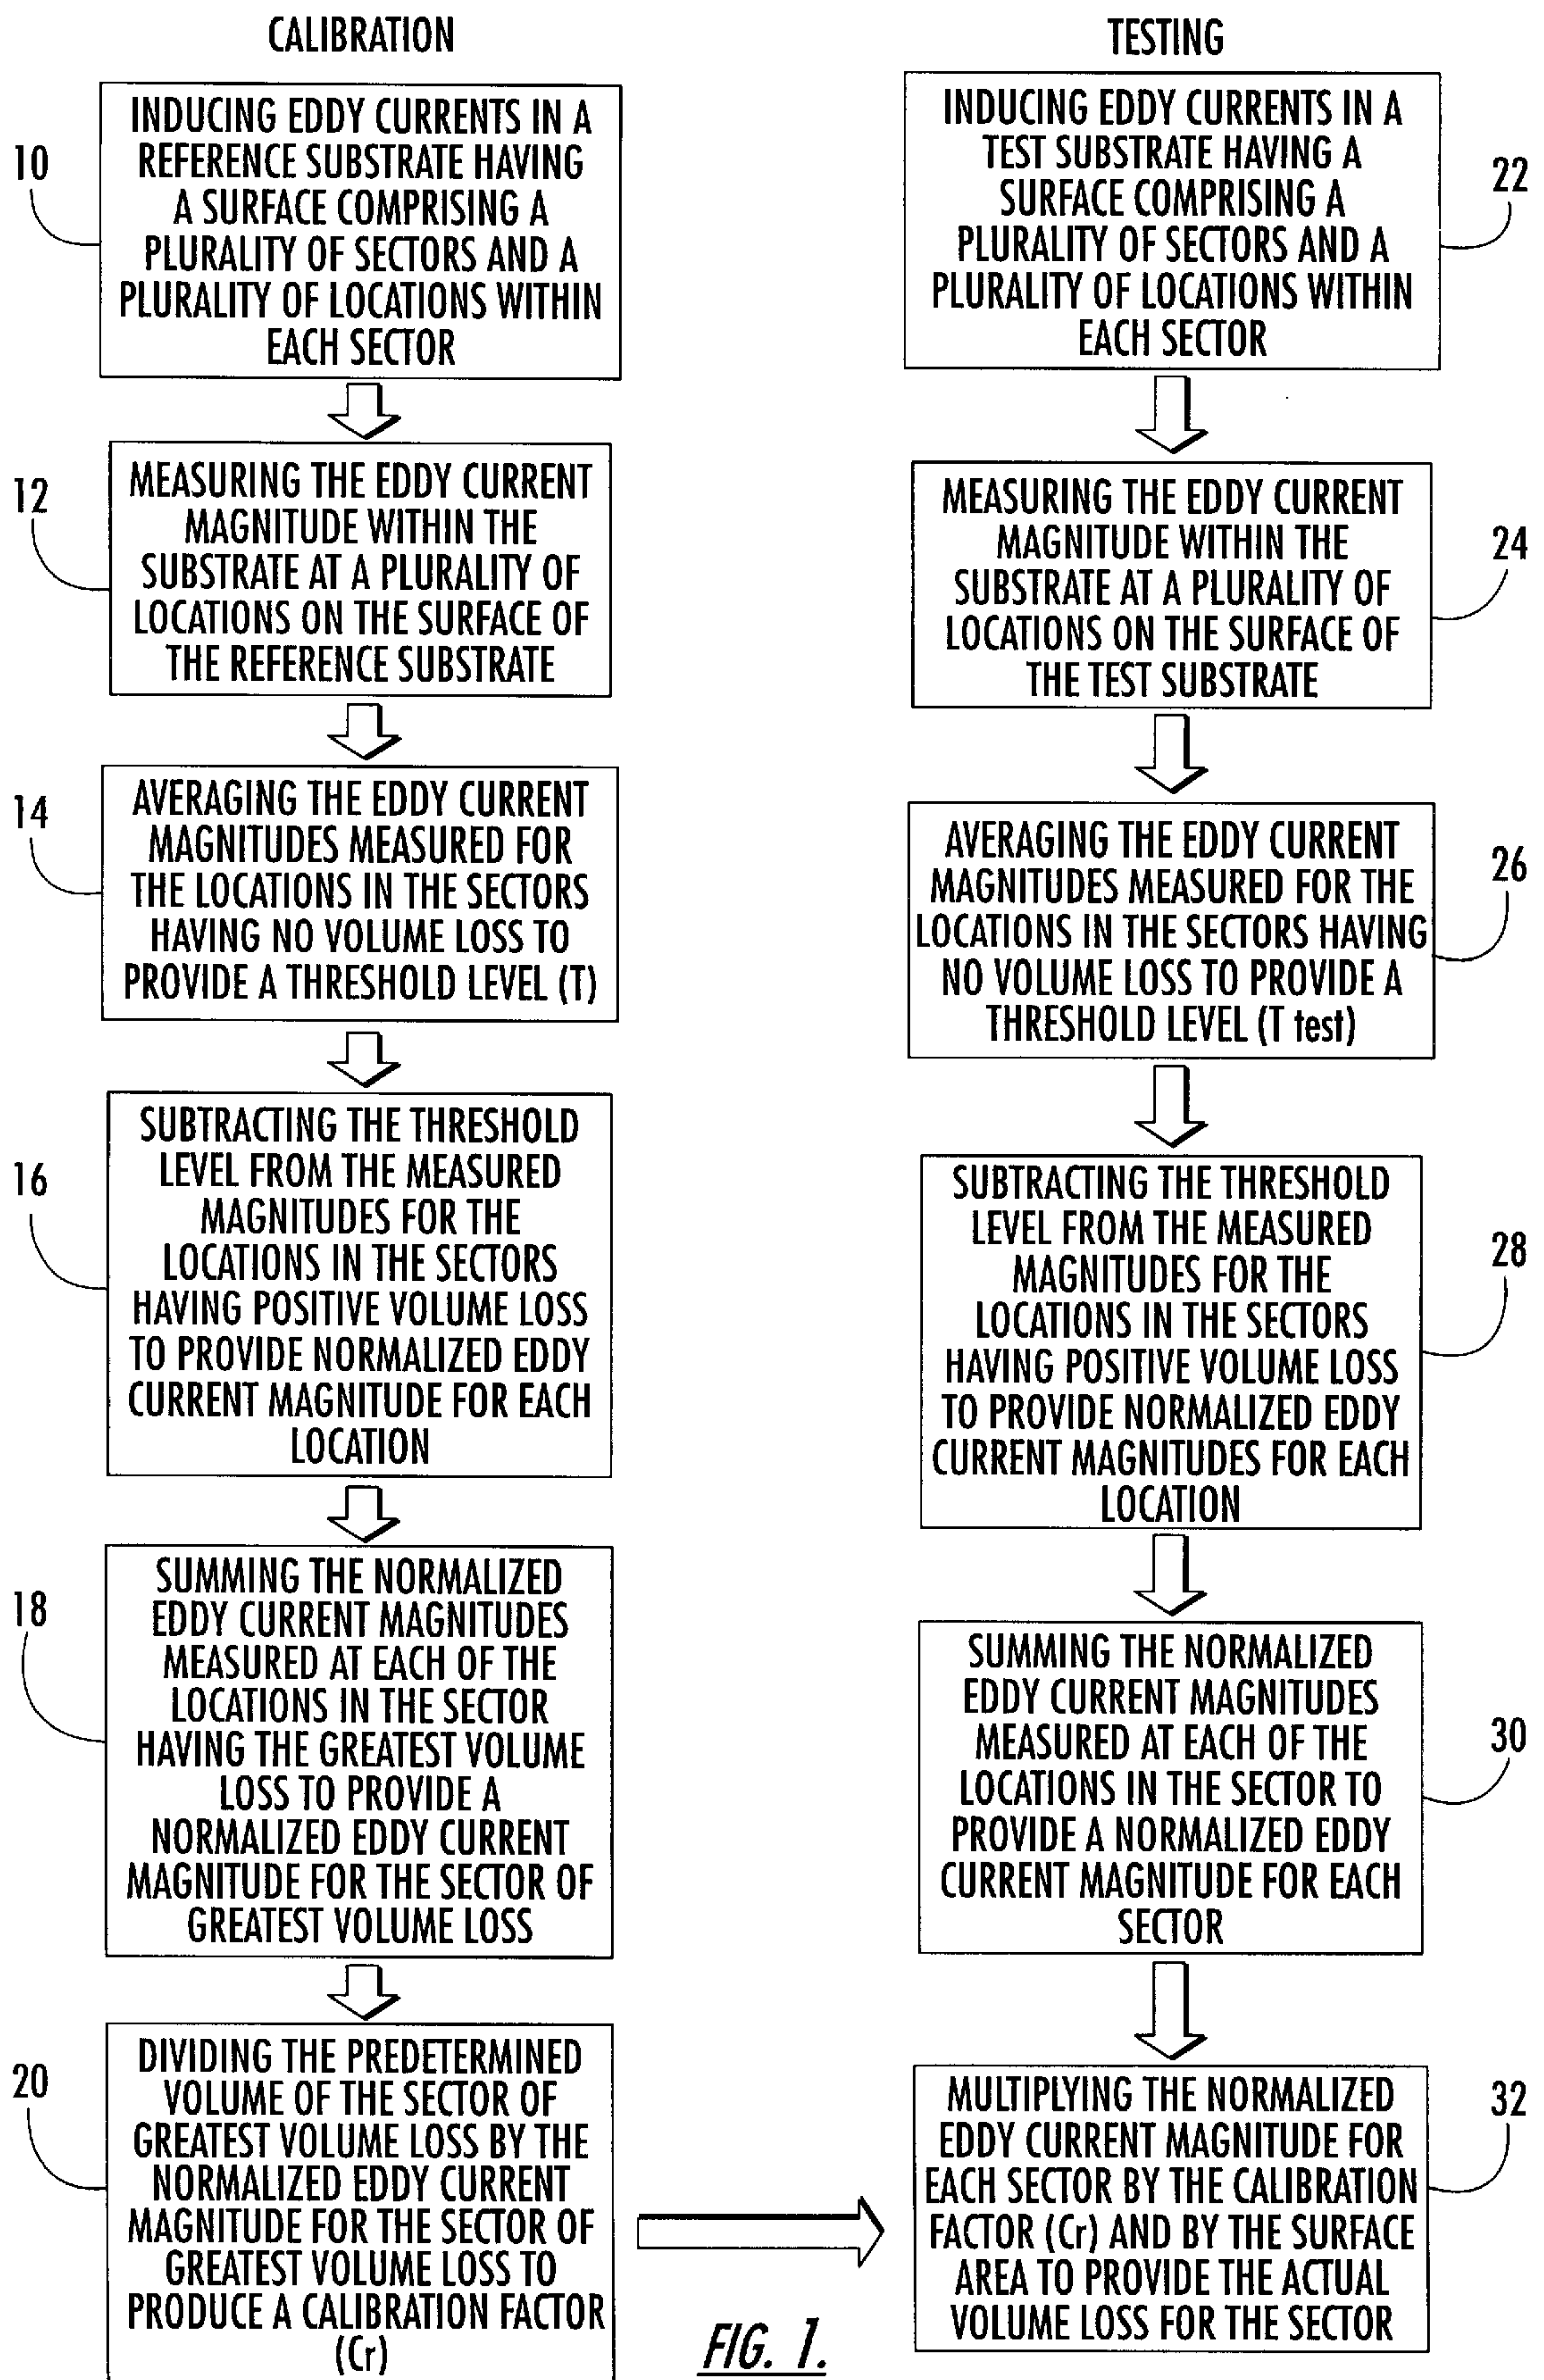 CALIBRATION
10
INDUCING EDDY CURRENTS IN A
REFERENCE SUBSTRATE HAVING
A SURFACE COMPRISING A
PLURALITY OF SECTORS AND A
PLURALITY OF LOCATIONS WITHIN
EACH SECTOR
12
MEASURING THE EDDY CURRENT
MAGNITUDE WITHIN THE
SUBSTRATE AT A PLURALITY OF
LOCATIONS ON THE SURFACE OF
THE REFERENCE SUBSTRATE
14
AVERAGING THE EDDY CURRENT
MAGNITUDES MEASURED FOR
THE LOCATIONS IN THE SECTORS
HAVING NO VOLUME LOSS TO
PROVIDE A THRESHOLD LEVEL (T)
16
SUBTRACTING THE THRESHOLD
LEVEL FROM THE MEASURED
MAGNITUDES FOR THE
LOCATIONS IN THE SECTORS
HAVING POSITIVE VOLUME LOSS
TO PROVIDE NORMALIZED EDDY
CURRENT MAGNITUDE FOR EACH
LOCATION
18
SUMMING THE NORMALIZED
EDDY CURRENT MAGNITUDES
MEASURED AT EACH OF THE
LOCATIONS IN THE SECTOR
HAVING THE GREATEST VOLUME
LOSS TO PROVIDE A
NORMALIZED EDDY CURRENT
MAGNITUDE FOR THE SECTOR OF
GREATEST VOLUME LOSS
20
DIVIDING THE PREDETERMINED
VOLUME OF THE SECTOR OF
GREATEST VOLUME LOSS BY THE
NORMALIZED EDDY CURRENT
MAGNITUDE FOR THE SECTOR OF
GREATEST VOLUME LOSS TO
PRODUCE A CALIBRATION FACTOR
(Cr)
TESTING
INDUCING EDDY CURRENTS IN A
TEST SUBSTRATE HAVING A
SURFACE COMPRISING A
PLURALITY OF SECTORS AND A
PLURALITY OF LOCATIONS WITHIN
EACH SECTOR
22
MEASURING THE EDDY CURRENT
MAGNITUDE WITHIN THE
SUBSTRATE AT A PLURALITY OF
LOCATIONS ON THE SURFACE OF
THE TEST SUBSTRATE
24
AVERAGING THE EDDY CURRENT
MAGNITUDES MEASURED FOR THE
LOCATIONS IN THE SECTORS HAVING
NO VOLUME LOSS TO PROVIDE A
THRESHOLD LEVEL (T test)
26
SUBTRACTING THE THRESHOLD
LEVEL FROM THE MEASURED
MAGNITUDES FOR THE
LOCATIONS IN THE SECTORS
HAVING POSITIVE VOLUME LOSS
TO PROVIDE NORMALIZED EDDY
CURRENT MAGNITUDES FOR EACH
LOCATION
28
SUMMING THE NORMALIZED
EDDY CURRENT MAGNITUDES
MEASURED AT EACH OF THE
LOCATIONS IN THE SECTOR TO
PROVIDE A NORMALIZED EDDY
CURRENT MAGNITUDE FOR EACH
SECTOR
30
MULTIPLYING THE NORMALIZED
EDDY CURRENT MAGNITUDE FOR
EACH SECTOR BY THE CALIBRATION
FACTOR (Cr) AND BY THE SURFACE
AREA TO PROVIDE THE ACTUAL
VOLUME LOSS FOR THE SECTOR
32
FIG. 1.